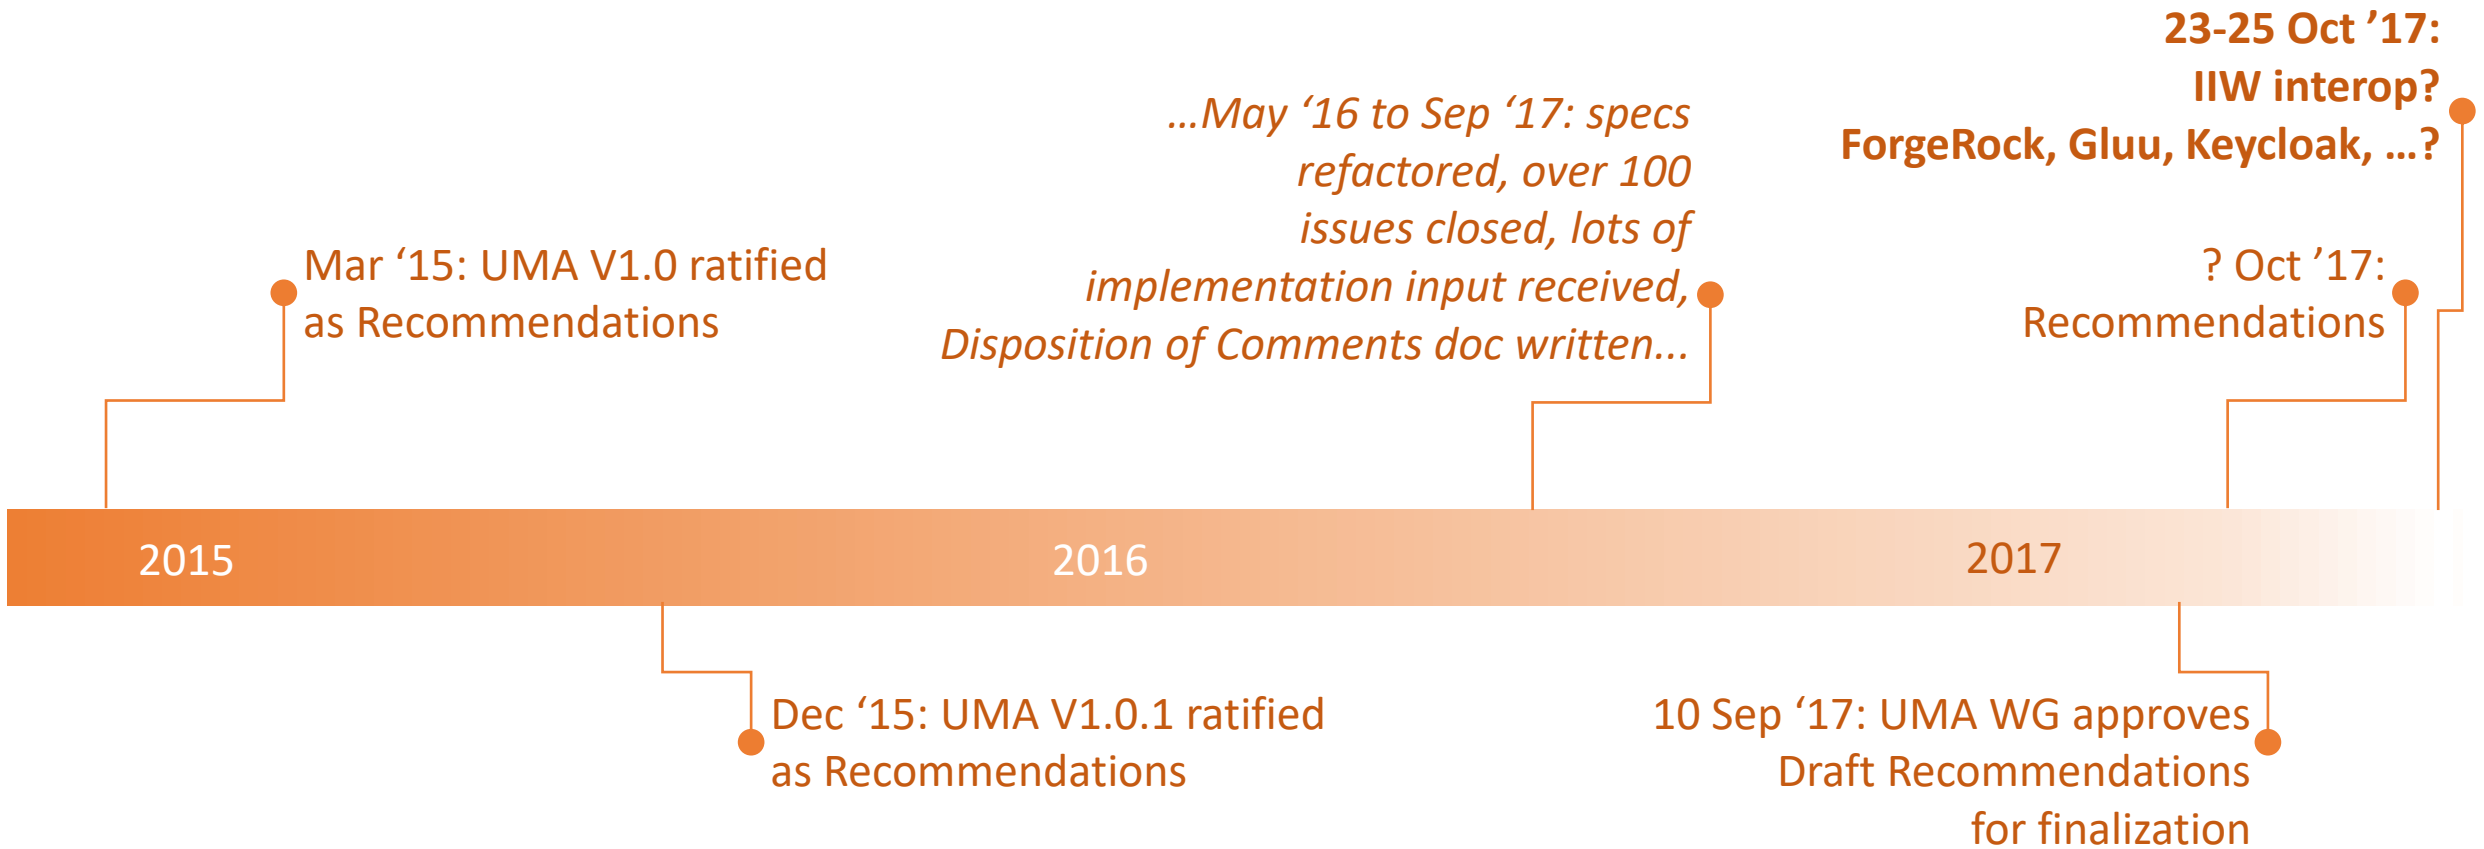 23-25 Oct ’17:
IIW interop?
ForgeRock, Gluu, Keycloak, …?
…May ‘16 to Sep ‘17: specs
refactored, over 100
issues closed, lots of
implementation input received,
Disposition of Comments doc written...
Mar ‘15: UMA V1.0 ratified
as Recommendations
? Oct ’17:
Recommendations
2015
2016
2017
Dec ‘15: UMA V1.0.1 ratified
as Recommendations
10 Sep ‘17: UMA WG approves
Draft Recommendations
for finalization